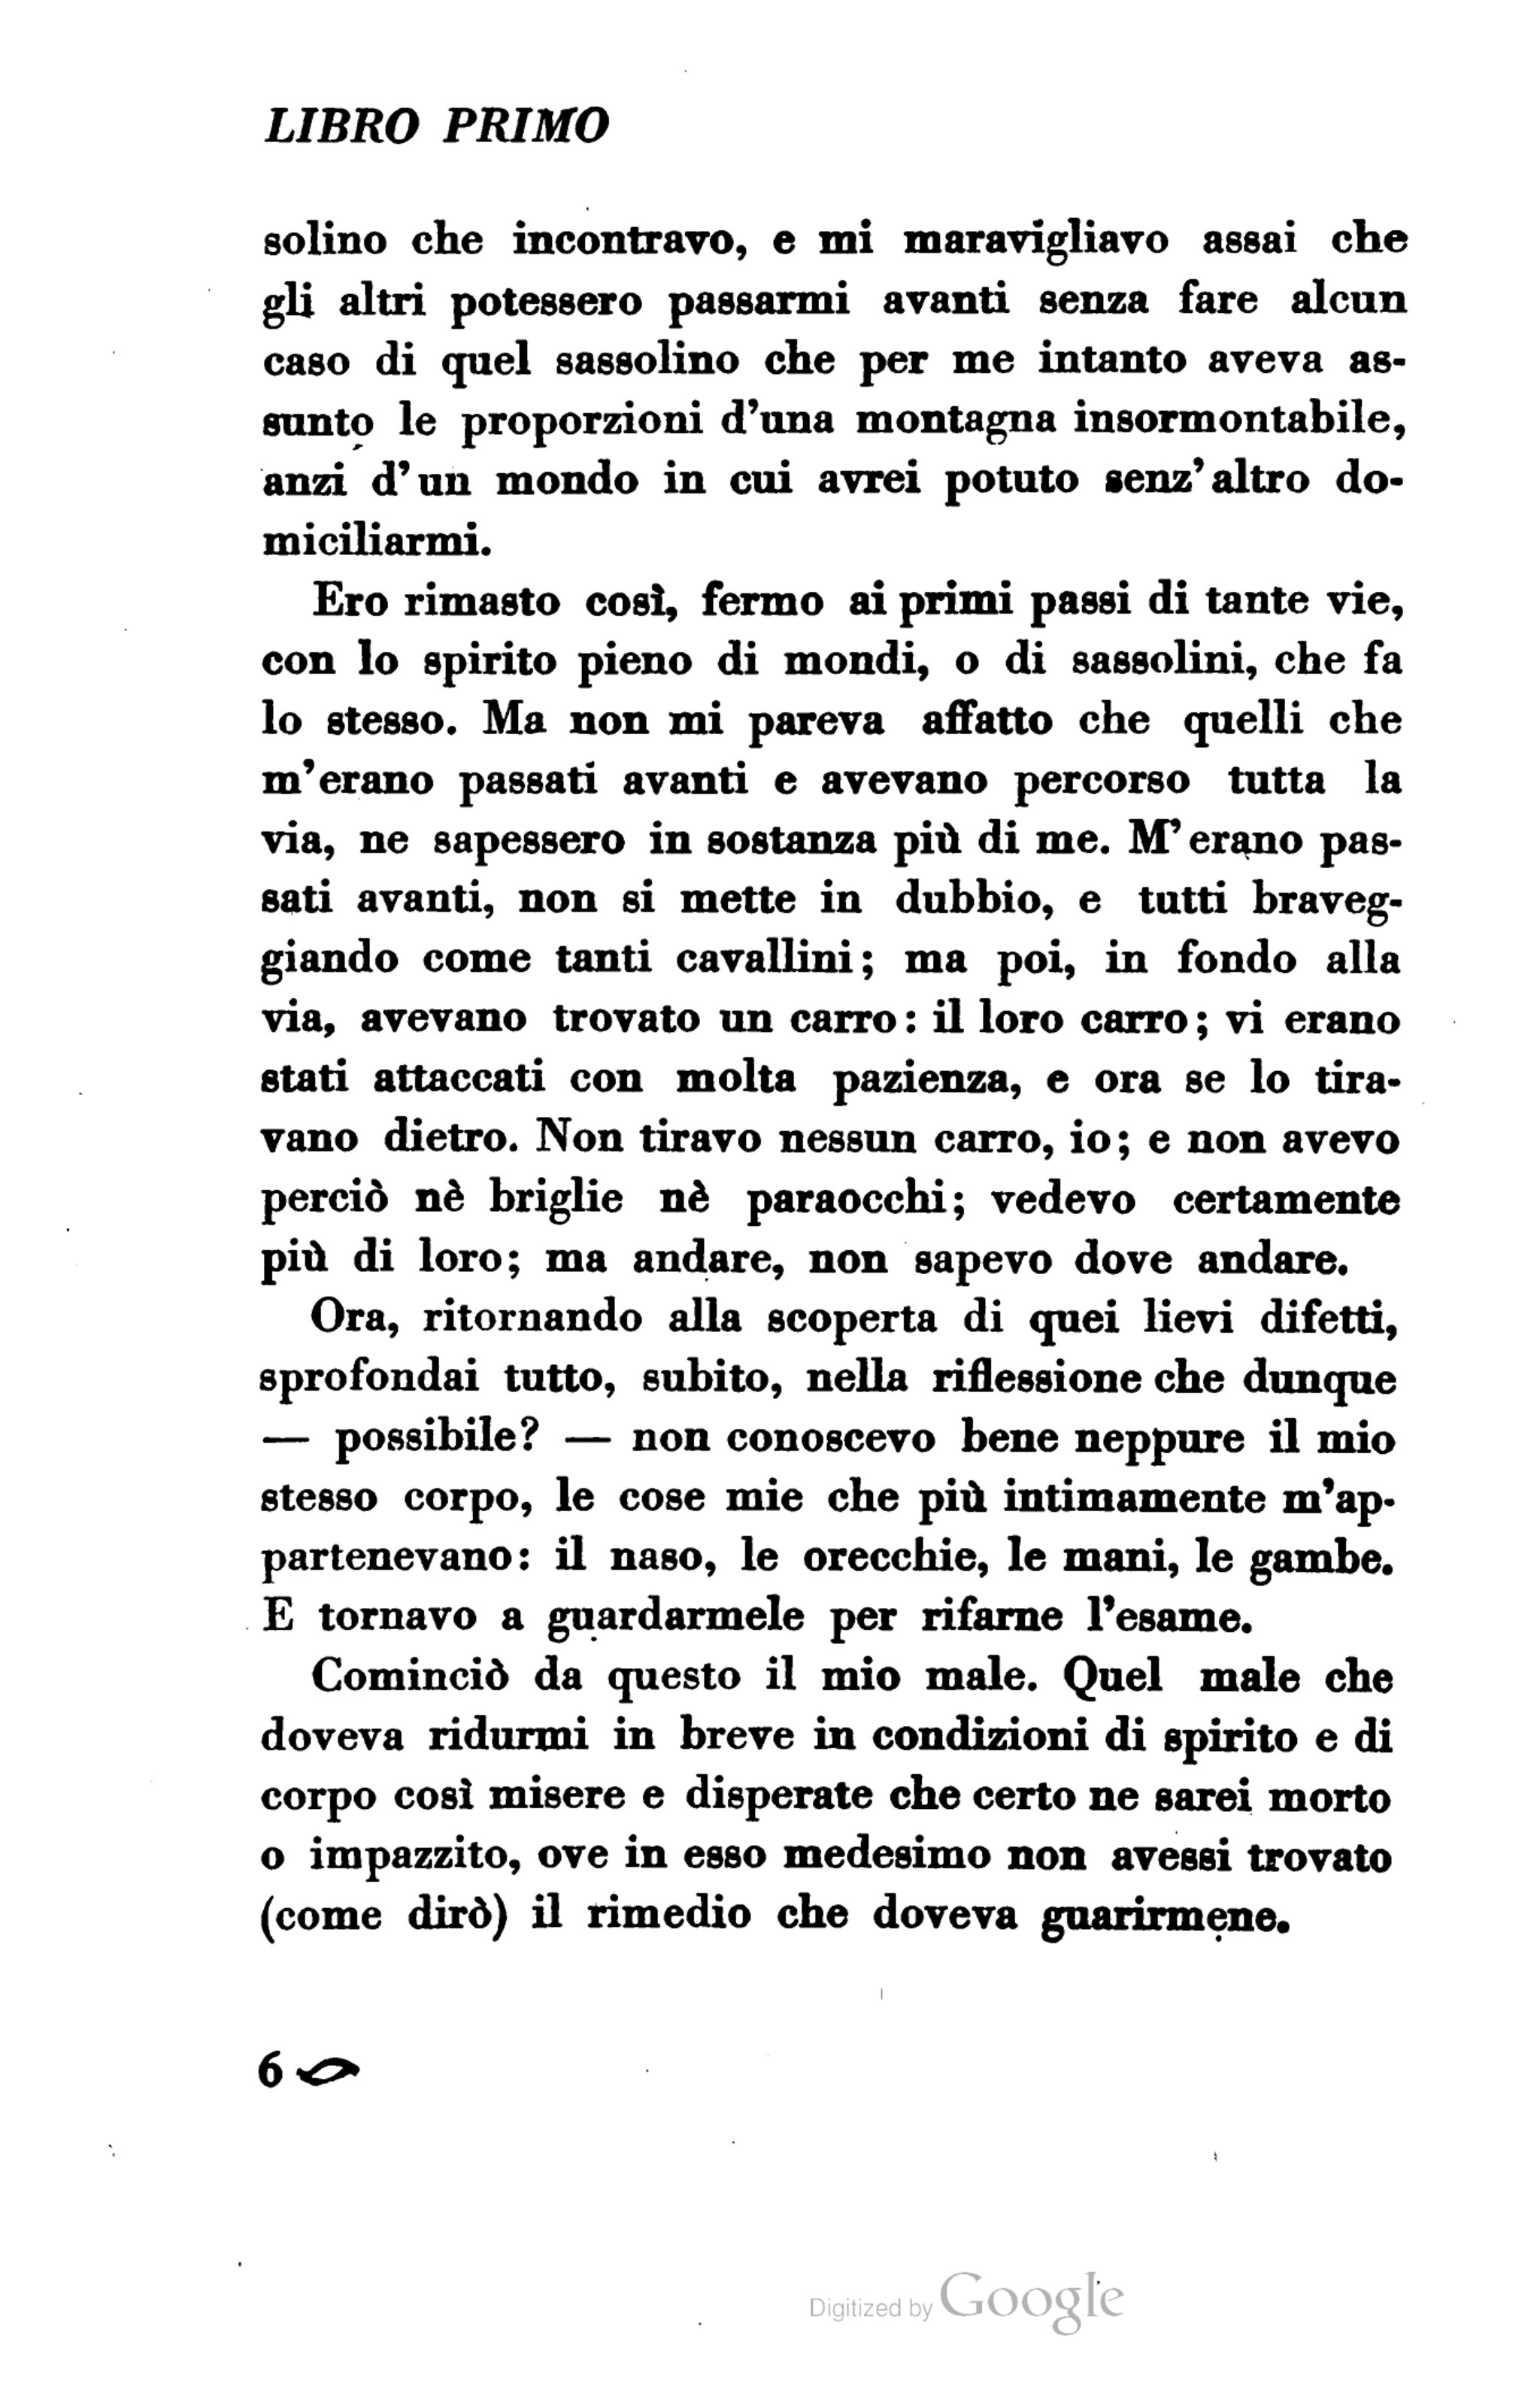 LIBRO PRIMO
solino che incontravo, e mi maravigliavo assai che
gli altri potessero passarmi avanti senza fare alcun
caso di quel sassolino che per me intanto aveva as-
sunto le proporzioni d'una montagna insormontabile,
anzi d'un mondo in cui avrei potuto senz'altro do-
miciliarmi.
Ero rimasto così, fermo ai primi passi di tante vie,
con lo spirito pieno di mondi, o di sassolini, che fa
lo stesso. Ma non mi pareva affatto che quelli che
m'erano passati avanti e avevano percorso tutta la
via, ne sapessero in sostanza più di me. M'erano pas-
sati avanti, non si mette in dubbio, e tutti braveg-
giando come tanti cavallini; ma poi, in fondo alla
via, avevano trovato un carro: il loro carro; vi erano
stati attaccati con molta pazienza, e ora se lo tira-
vano dietro. Non tiravo nessun carro, io; e non avevo
perciò nè briglie nè paraocchi; vedevo certamente
più di loro; ma andare, non sapevo dove andare.
Ora, ritornando alla scoperta di quei lievi difetti,
sprofondai tutto, subito, nella riflessione che dunque
— possibile? — non conoscevo bene neppure il mio
stesso corpo, le cose mie che più intimamente m'ap-
partenevano: il naso, le orecchie, le mani, le gambe.
E tornavo a guardarmele per rifarne l'esame.
Cominciò da questo il mio male. Quel male che
doveva ridurmi in breve in condizioni di spirito e di
corpo così misere e disperate che certo ne sarei morto
o impazzito, ove in esso medesimo non avessi trovato
(come dirò) il rimedio che doveva guarirmene.
6
Digitized by Google